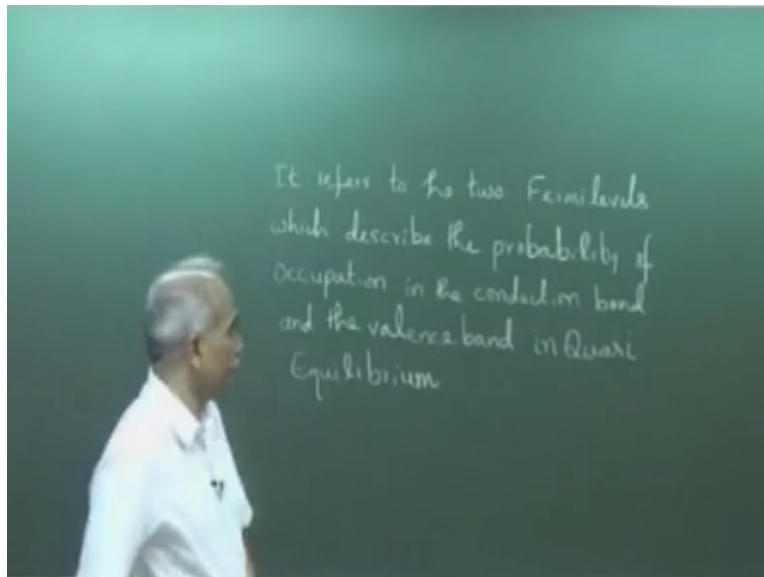 It refers to he two Fermilevels
which describe the probability of
Occupation in the conduction band
and the valence band in Quasi
Equilibrium